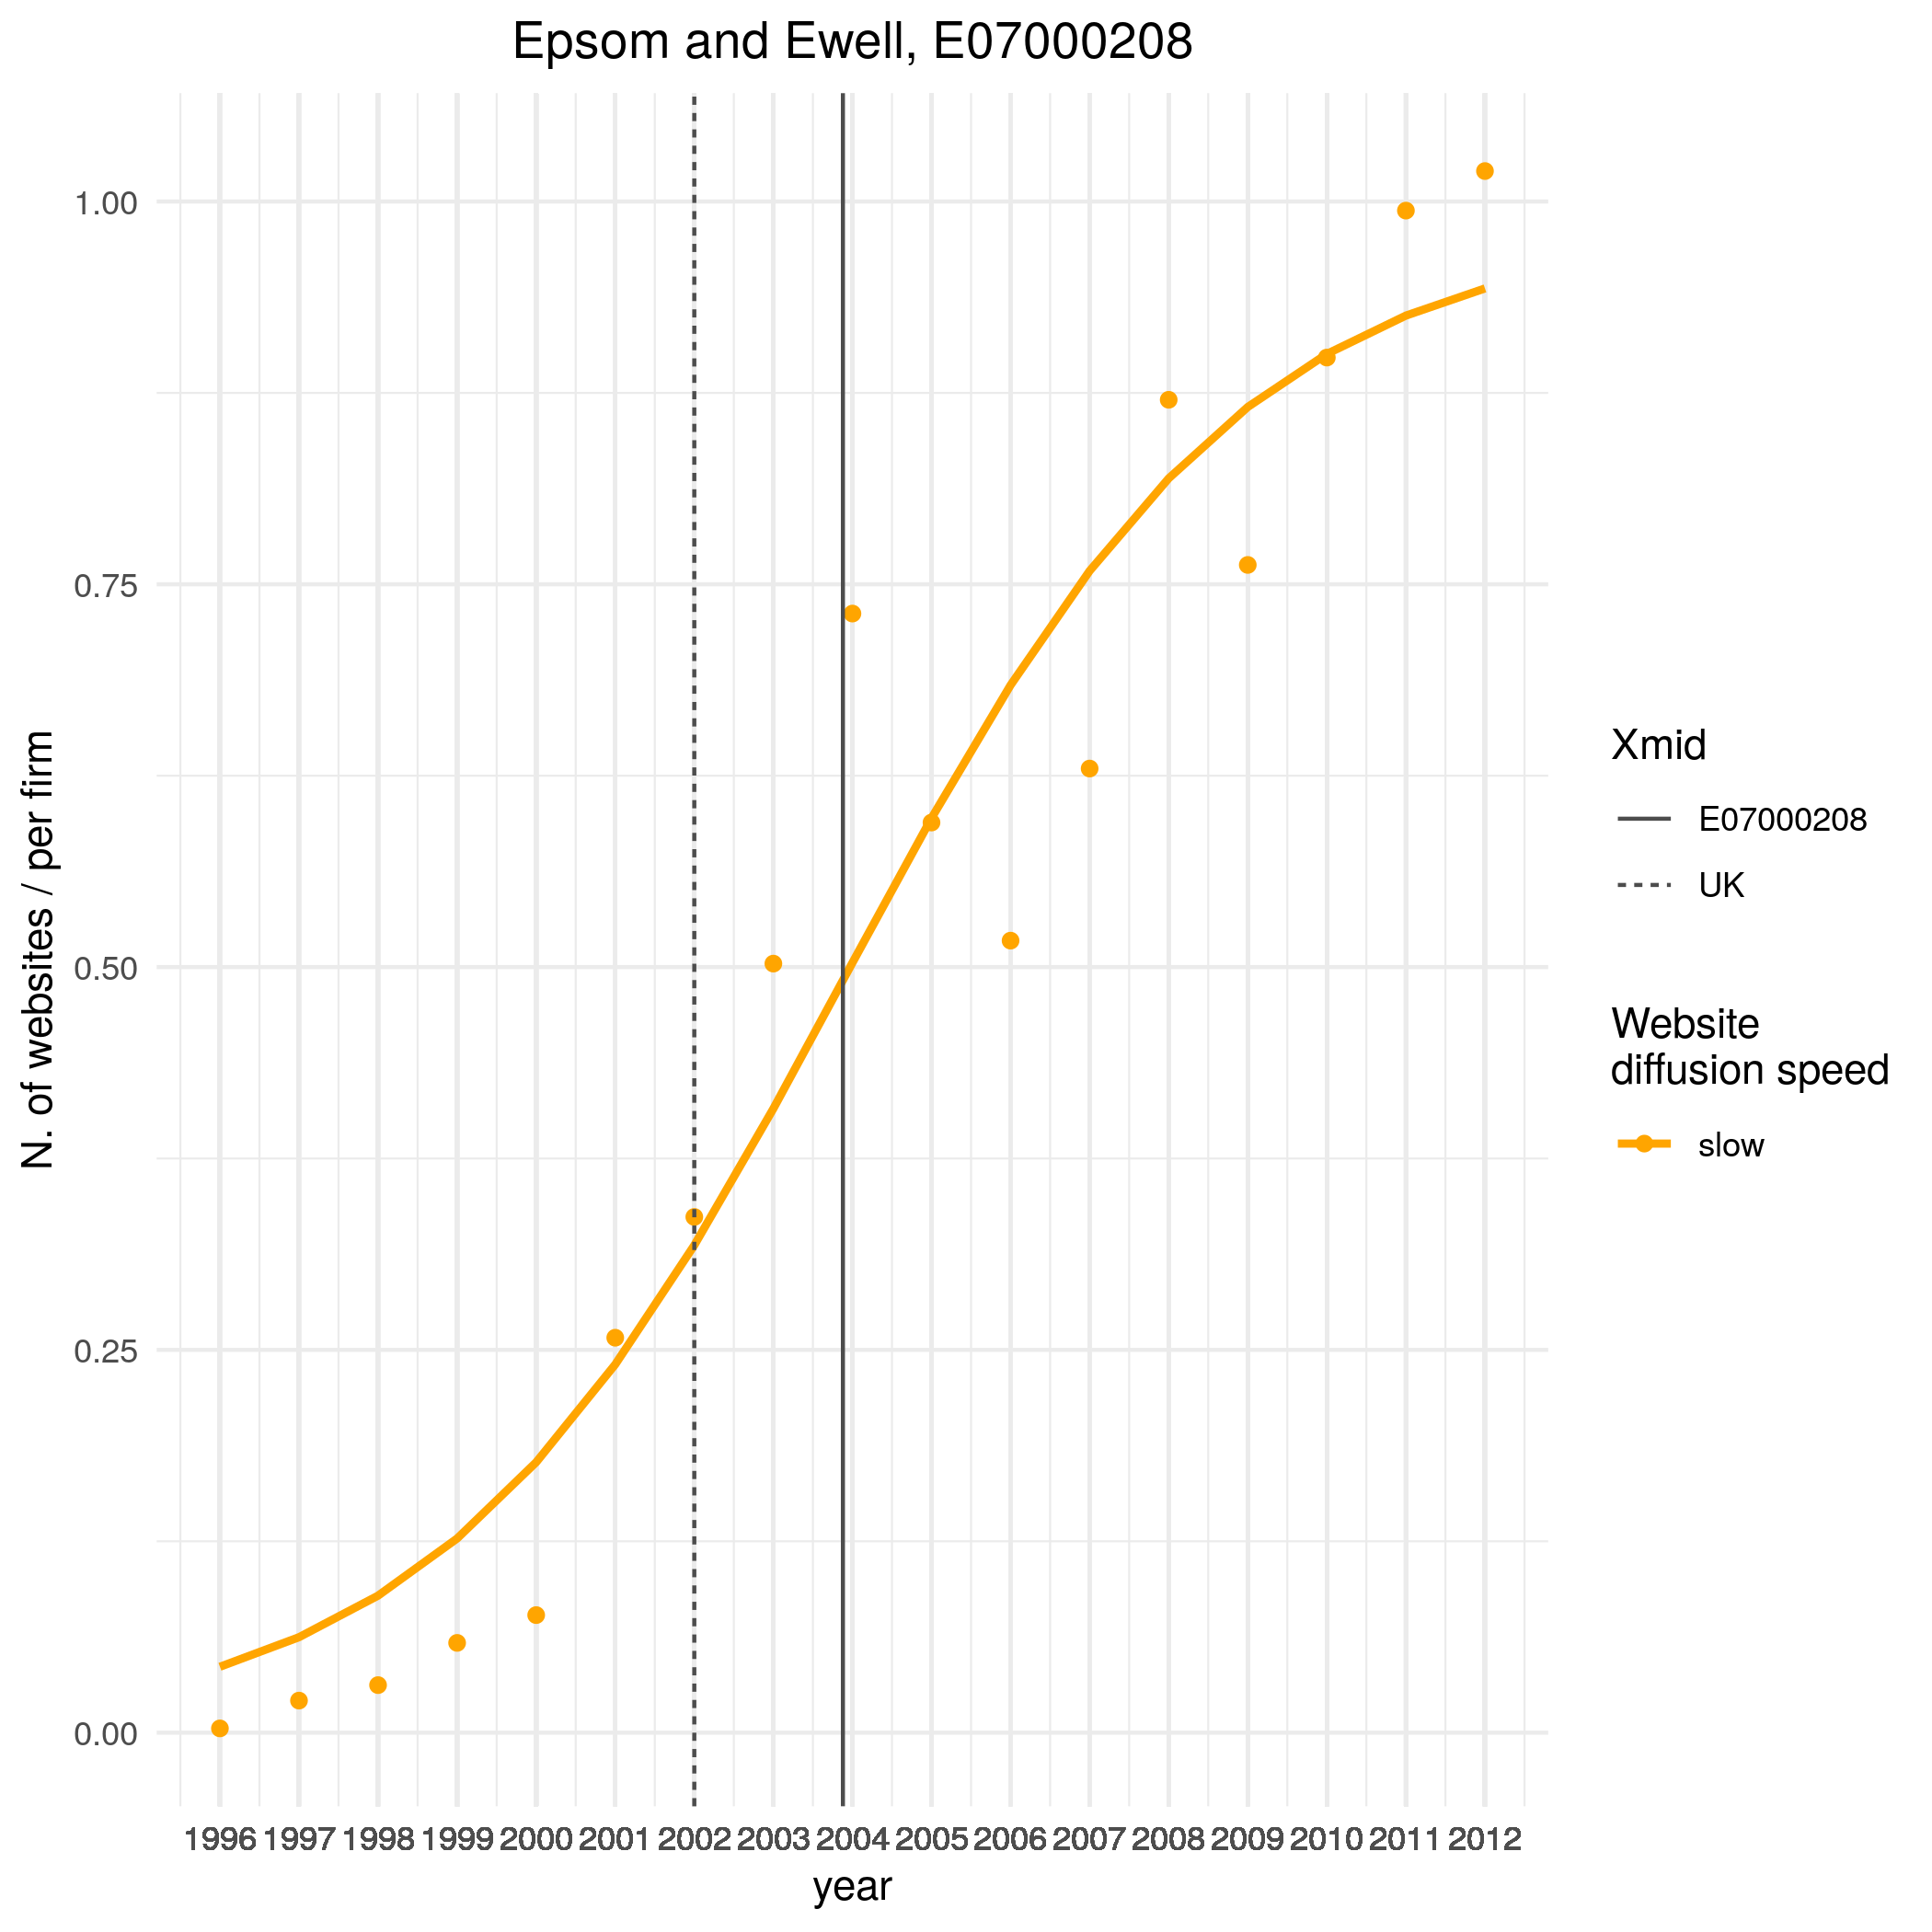 Epsom and Ewell, E07000208
N. of websites / per firm
1.00
0.75
0.50
0.25
0.00
1996 1997 1998 1999 2000 2001 2002 2003 2004 2005 2006 2007 2008 2009 2010 2011 2012
year
Xmid
E07000208
UK
Website
diffusion speed
slow